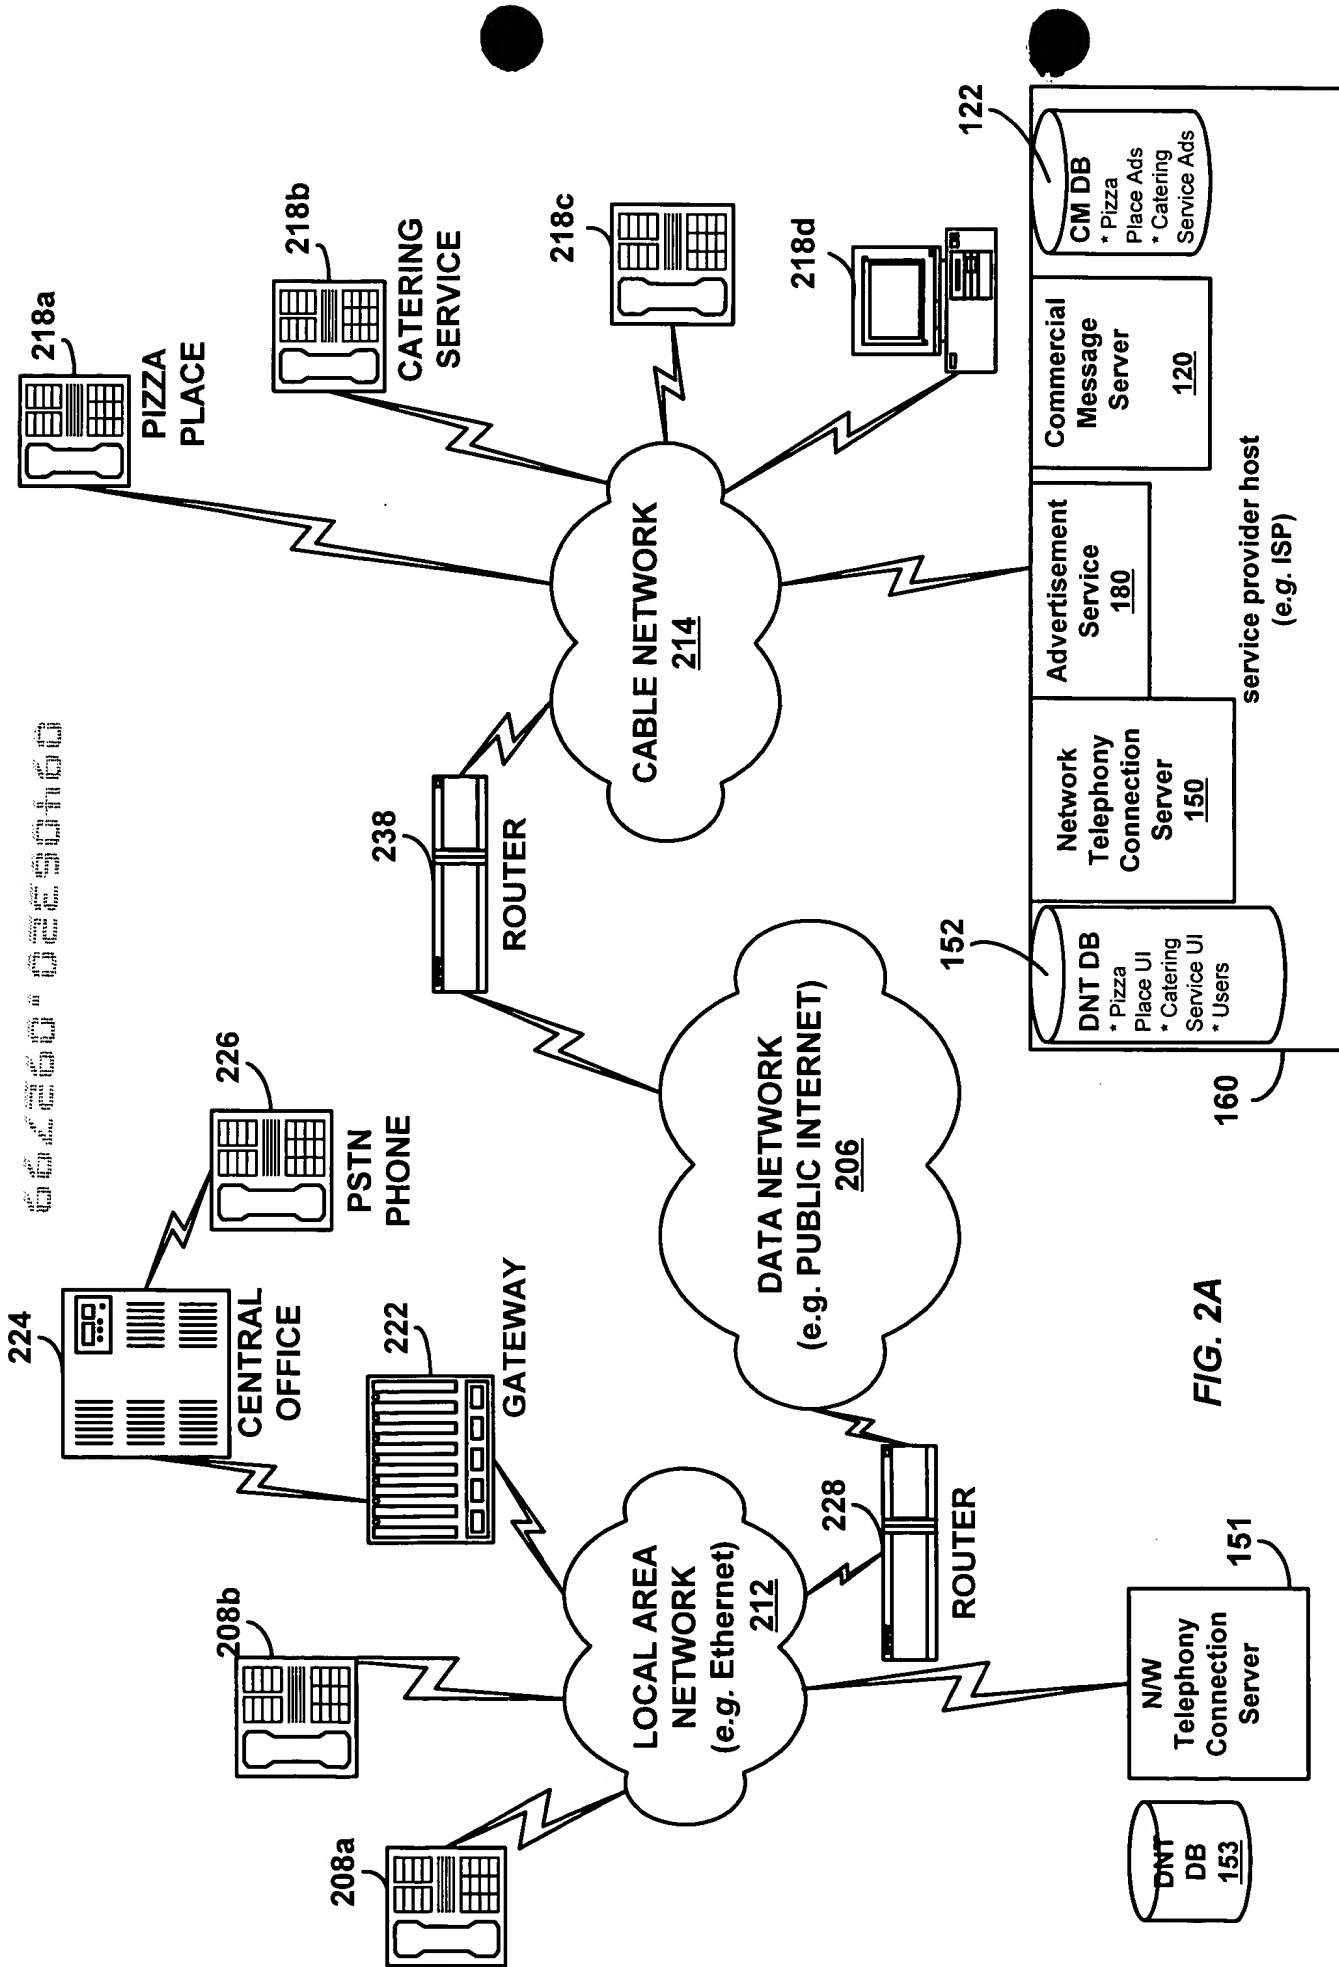 09405320.092799
218a
PIZZA
PLACE
218b
CATERING
SERVICE
218c
218d
224
CENTRAL
OFFICE
226
PSTN
PHONE
222
GATEWAY
208b
208a
238
ROUTER
CABLE NETWORK
214
LOCAL AREA
NETWORK
(e.g. Ethernet)
212
228
ROUTER
DATA NETWORK
(e.g. PUBLIC INTERNET)
206
N/W
Telephony
Connection
Server
151
DNT
DB
153
160
152
DNT DB
* Pizza
Place UI
* Catering
Service UI
* Users
Network
Telephony
Connection
Server
150
Advertisement
Service
180
Commercial
Message
Server
120
122
CM DB
* Pizza
Place Ads
* Catering
Service Ads
service provider host
(e.g. ISP)
FIG. 2A